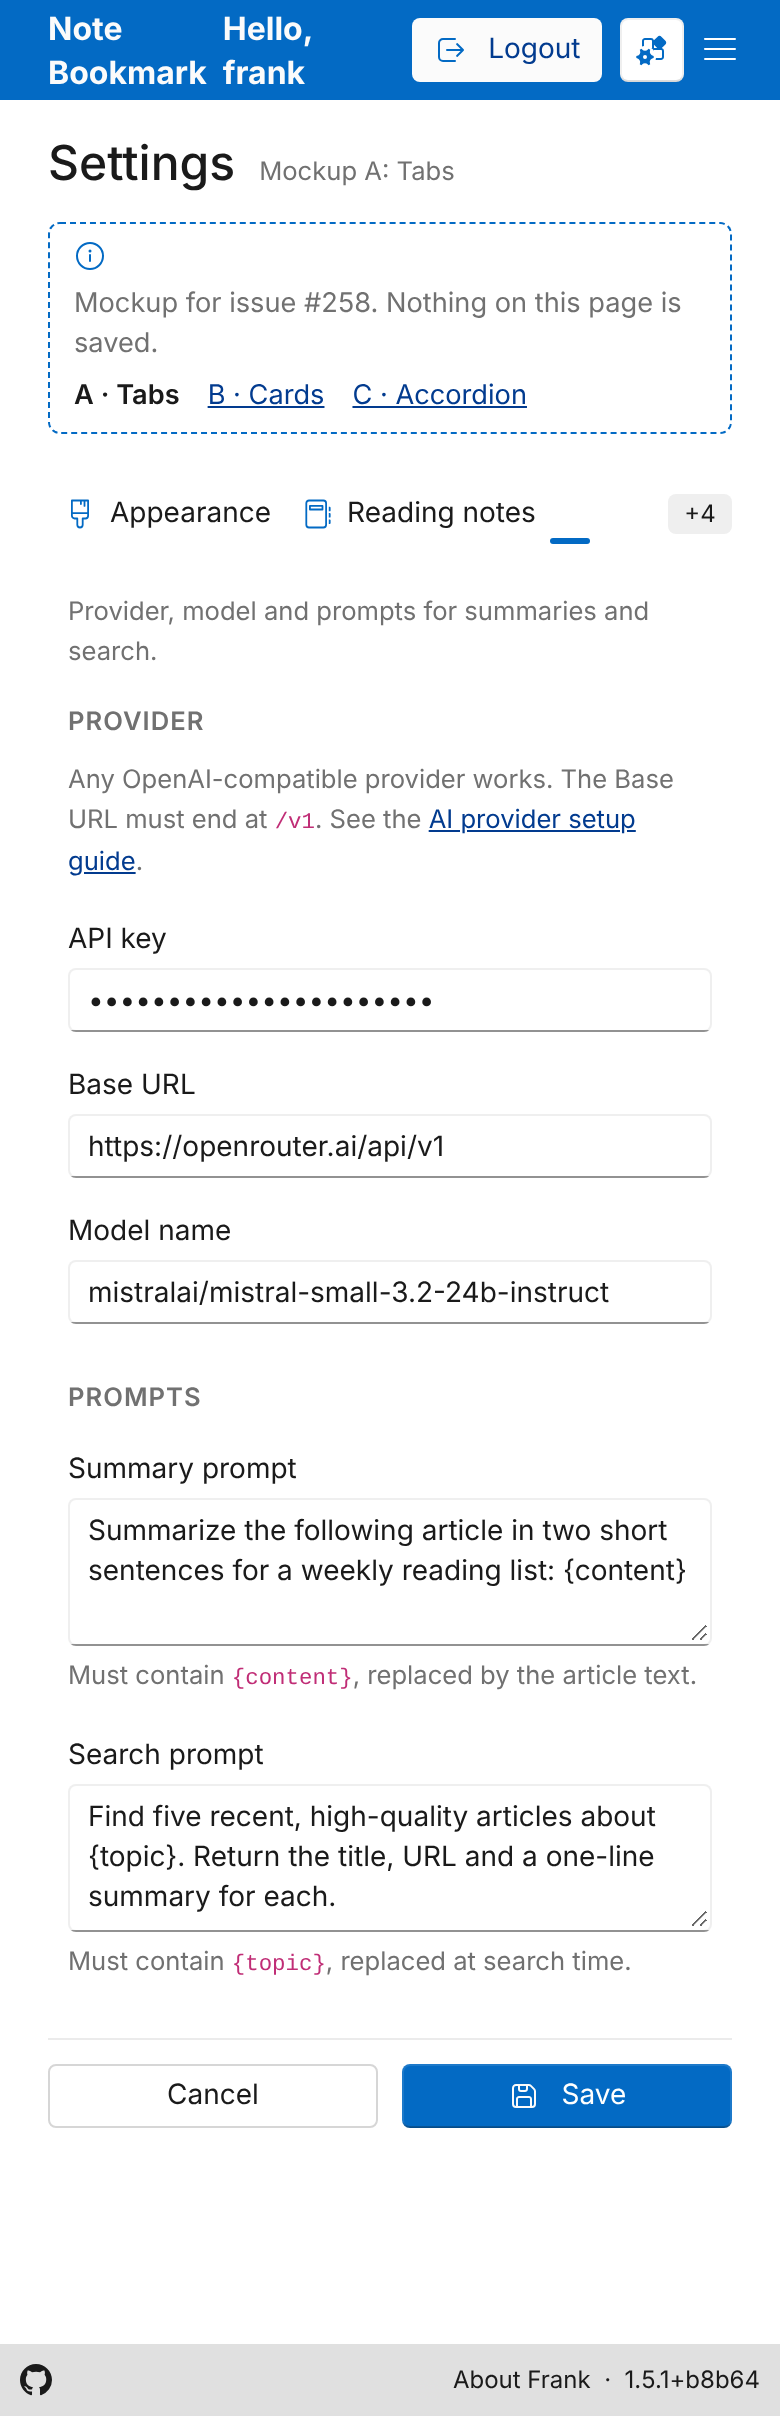 Note Bookmark
Hello, frank
Logout
Settings
Mockup A: Tabs
Mockup for issue #258. Nothing on this page is
saved.
A · Tabs
B · Cards
C · Accordion
Appearance
Reading notes
+4
Provider, model and prompts for summaries and
search.
PROVIDER
Any OpenAI-compatible provider works. The Base
URL must end at /v1. See the AI provider setup
guide.
API key
••••••••••••••••••••••
Base URL
https://openrouter.ai/api/v1
Model name
mistralai/mistral-small-3.2-24b-instruct
PROMPTS
Summary prompt
Summarize the following article in two short
sentences for a weekly reading list: {content}
Must contain {content}, replaced by the article text.
Search prompt
Find five recent, high-quality articles about
{topic}. Return the title, URL and a one-line
summary for each.
Must contain {topic}, replaced at search time.
Cancel
Save
About Frank · 1.5.1+b8b64